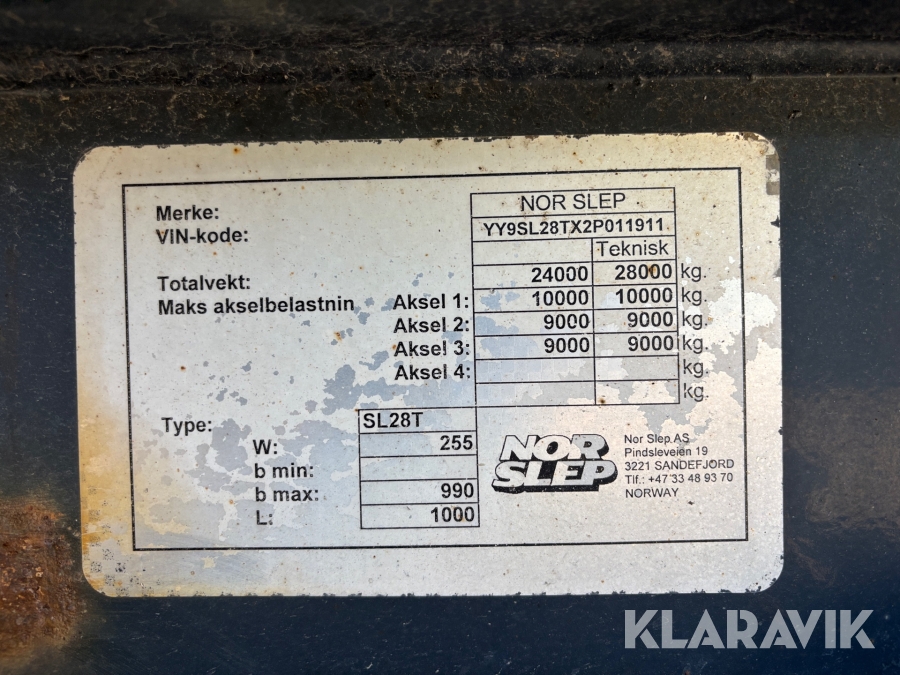 Merke: NOR SLEP
VIN-kode: YY9SL28TX2P011911
Teknisk
Totalvekt: 24000 28000 kg.
Maks akselbelastnin Aksel 1: 10000 10000 kg.
Aksel 2: 9000 9000 kg.
Aksel 3: 9000 9000 kg.
Aksel 4: kg.
kg.
Type: SL28T
W: 255
b min:
b max: 990
L: 1000
NOR
SLEP
Nor Slep AS
Pindsleveien 19
3221 SANDEFJORD
Tlf.: +47 33 48 93 70
NORWAY
KLARAVIK